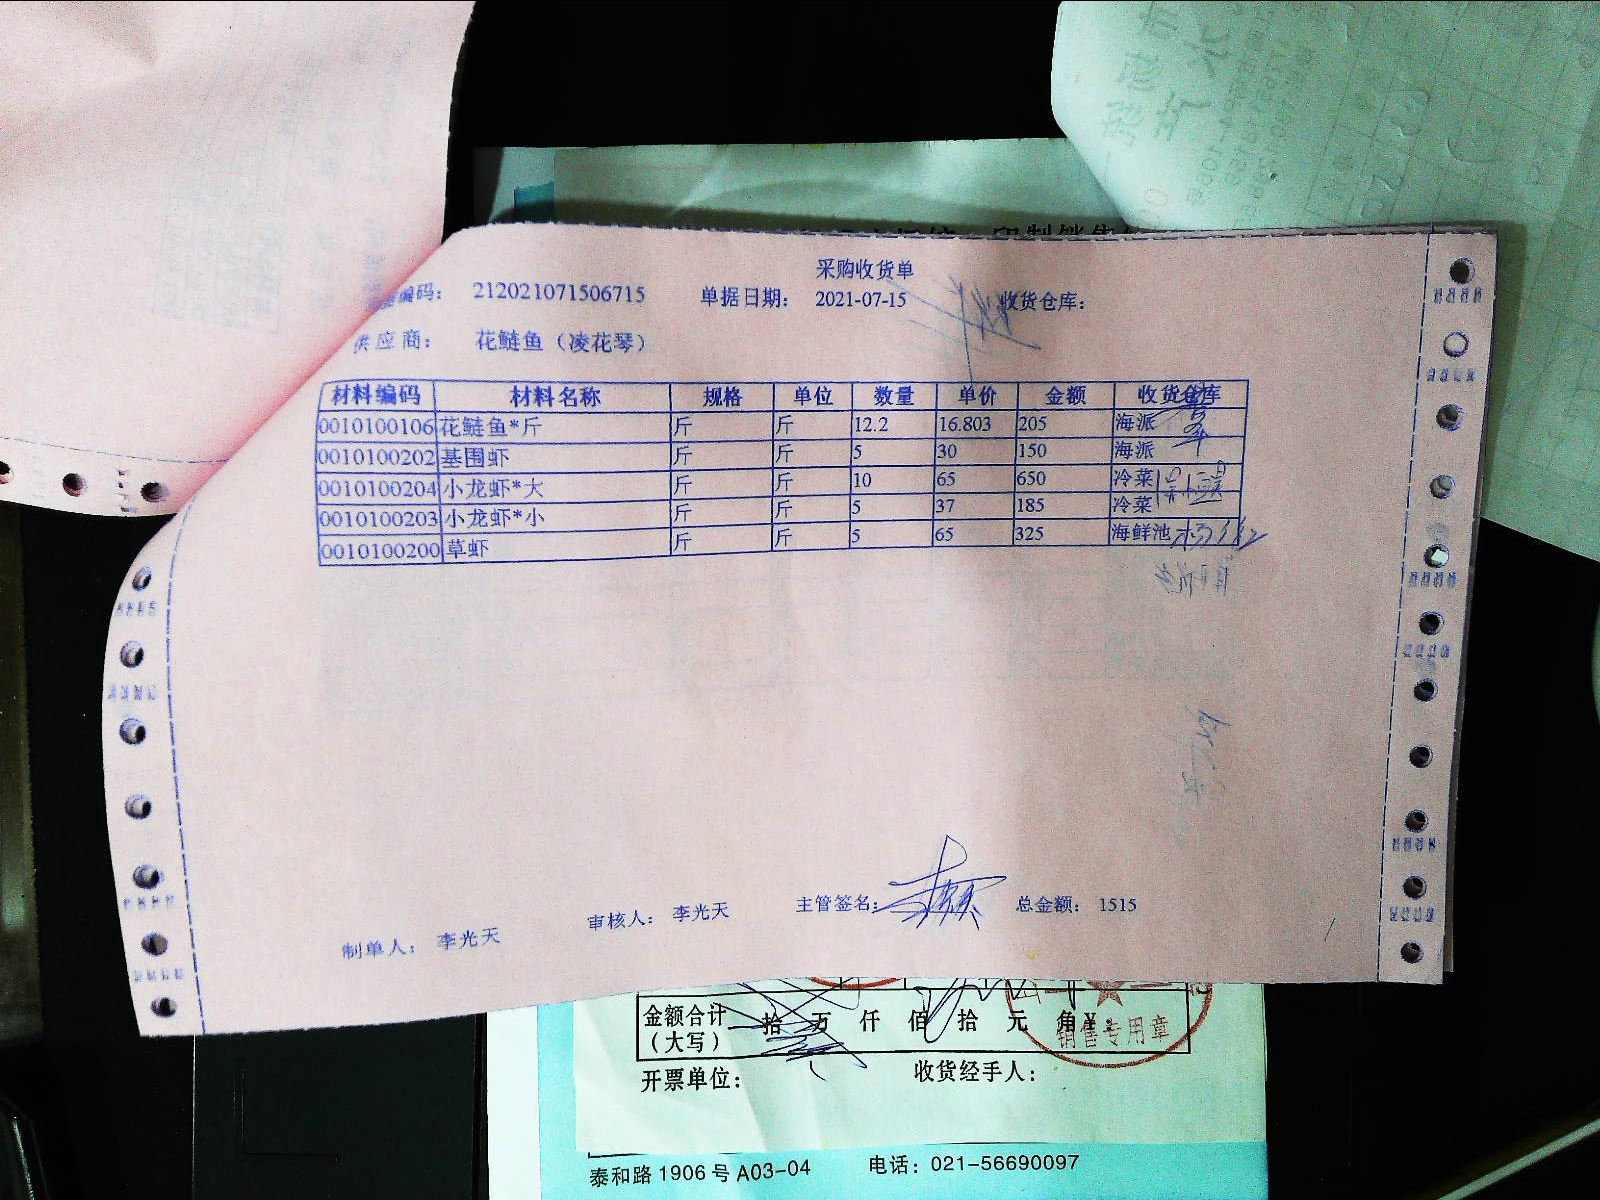 采购收货单
编码： 212021071506715 单据日期： 2021-07-15 收货仓库：
供应商： 花鲢鱼（凌花琴）
材料编码 材料名称 规格 单位 数量 单价 金额 收货仓库
0010100106 花鲢鱼*斤 斤 斤 12.2 16.803 205 海派
0010100202 基围虾 斤 斤 5 30 150 海派
0010100204 小龙虾*大 斤 斤 10 65 650 冷菜
0010100203 小龙虾*小 斤 斤 5 37 185 冷菜
0010100200 草虾 斤 斤 5 65 325 海鲜池
制单人： 李光天 审核人： 李光天 主管签名： 总金额： 1515
金额合计（大写） 拾 万 仟 佰 拾 元 角 ¥：
销售专用章
开票单位： 收货经手人：
泰和路1906号A03-04 电话：021-56690097